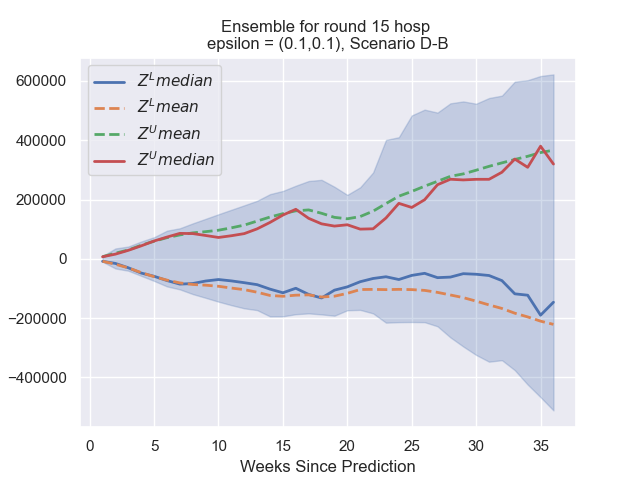 Ensemble for round 15 hosp
epsilon = (0.1,0.1), Scenario D-B
Z^L median
Z^L mean
Z^U mean
Z^U median
600000
400000
200000
0
−200000
−400000
0 5 10 15 20 25 30 35
Weeks Since Prediction